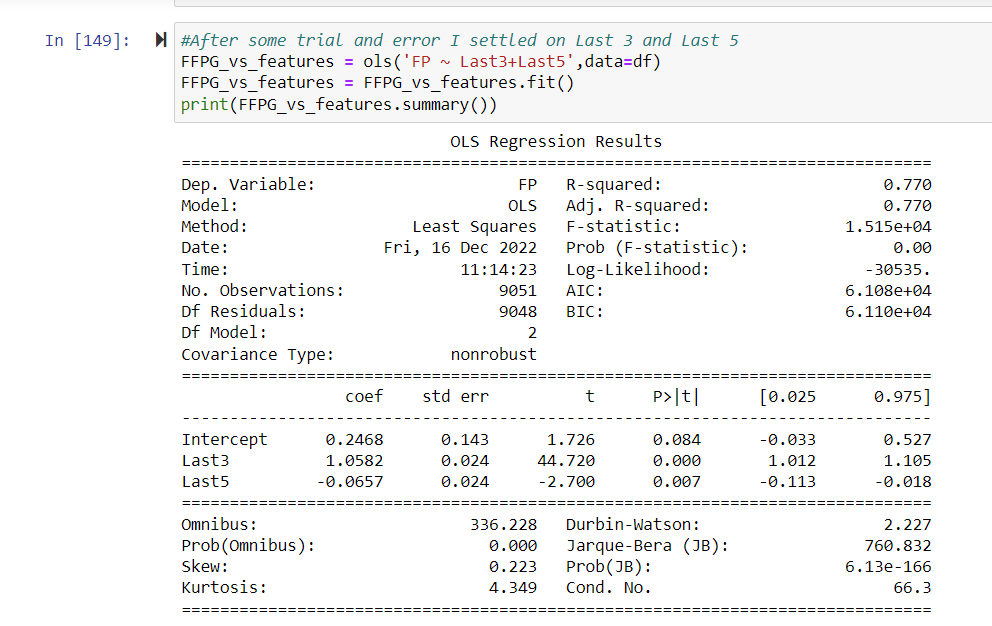 In [149]:
#After some trial and error I settled on Last 3 and Last 5
FFPG_vs_features = ols('FP ~ Last3+Last5',data=df)
FFPG_vs_features = FFPG_vs_features.fit()
print(FFPG_vs_features.summary())
OLS Regression Results
==============================================================================
Dep. Variable: FP R-squared: 0.770
Model: OLS Adj. R-squared: 0.770
Method: Least Squares F-statistic: 1.515e+04
Date: Fri, 16 Dec 2022 Prob (F-statistic): 0.00
Time: 11:14:23 Log-Likelihood: -30535.
No. Observations: 9051 AIC: 6.108e+04
Df Residuals: 9048 BIC: 6.110e+04
Df Model: 2
Covariance Type: nonrobust
==============================================================================
coef std err t P>|t| [0.025 0.975]
------------------------------------------------------------------------------
Intercept 0.2468 0.143 1.726 0.084 -0.033 0.527
Last3 1.0582 0.024 44.720 0.000 1.012 1.105
Last5 -0.0657 0.024 -2.700 0.007 -0.113 -0.018
==============================================================================
Omnibus: 336.228 Durbin-Watson: 2.227
Prob(Omnibus): 0.000 Jarque-Bera (JB): 760.832
Skew: 0.223 Prob(JB): 6.13e-166
Kurtosis: 4.349 Cond. No. 66.3
==============================================================================